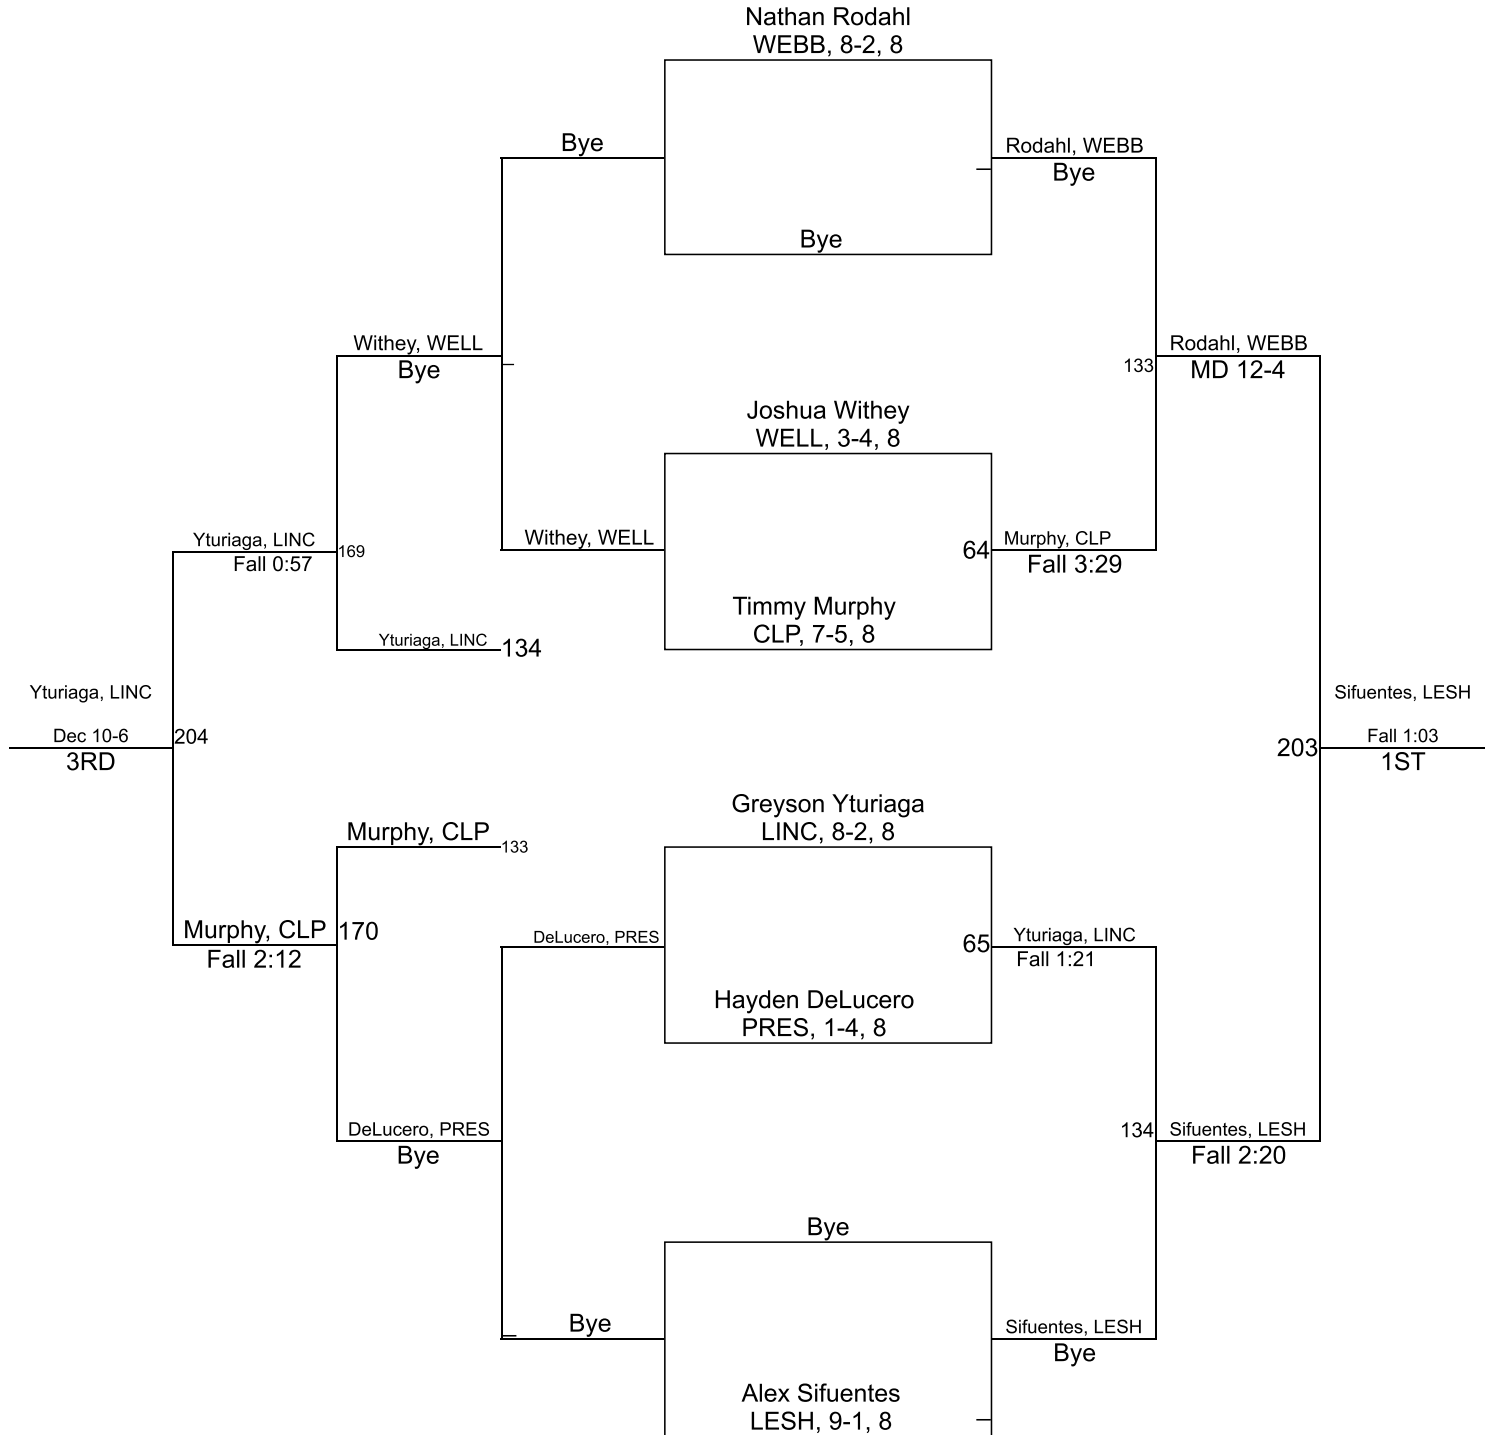 Nathan Rodahl
WEBB, 8-2, 8
Bye
Rodahl, WEBB
Bye
Bye
Withey, WELL
Bye
Rodahl, WEBB
133
MD 12-4
Joshua Withey
WELL, 3-4, 8
Yturiaga, LINC
169
Fall 0:57
Withey, WELL
64
Murphy, CLP
Fall 3:29
Timmy Murphy
CLP, 7-5, 8
Yturiaga, LINC
134
Yturiaga, LINC
Dec 10-6
204
3RD
Sifuentes, LESH
203
Fall 1:03
1ST
Greyson Yturiaga
LINC, 8-2, 8
Murphy, CLP
133
Murphy, CLP
170
Fall 2:12
DeLucero, PRES
65
Yturiaga, LINC
Fall 1:21
Hayden DeLucero
PRES, 1-4, 8
DeLucero, PRES
Bye
134
Sifuentes, LESH
Fall 2:20
Bye
Bye
Sifuentes, LESH
Bye
Alex Sifuentes
LESH, 9-1, 8